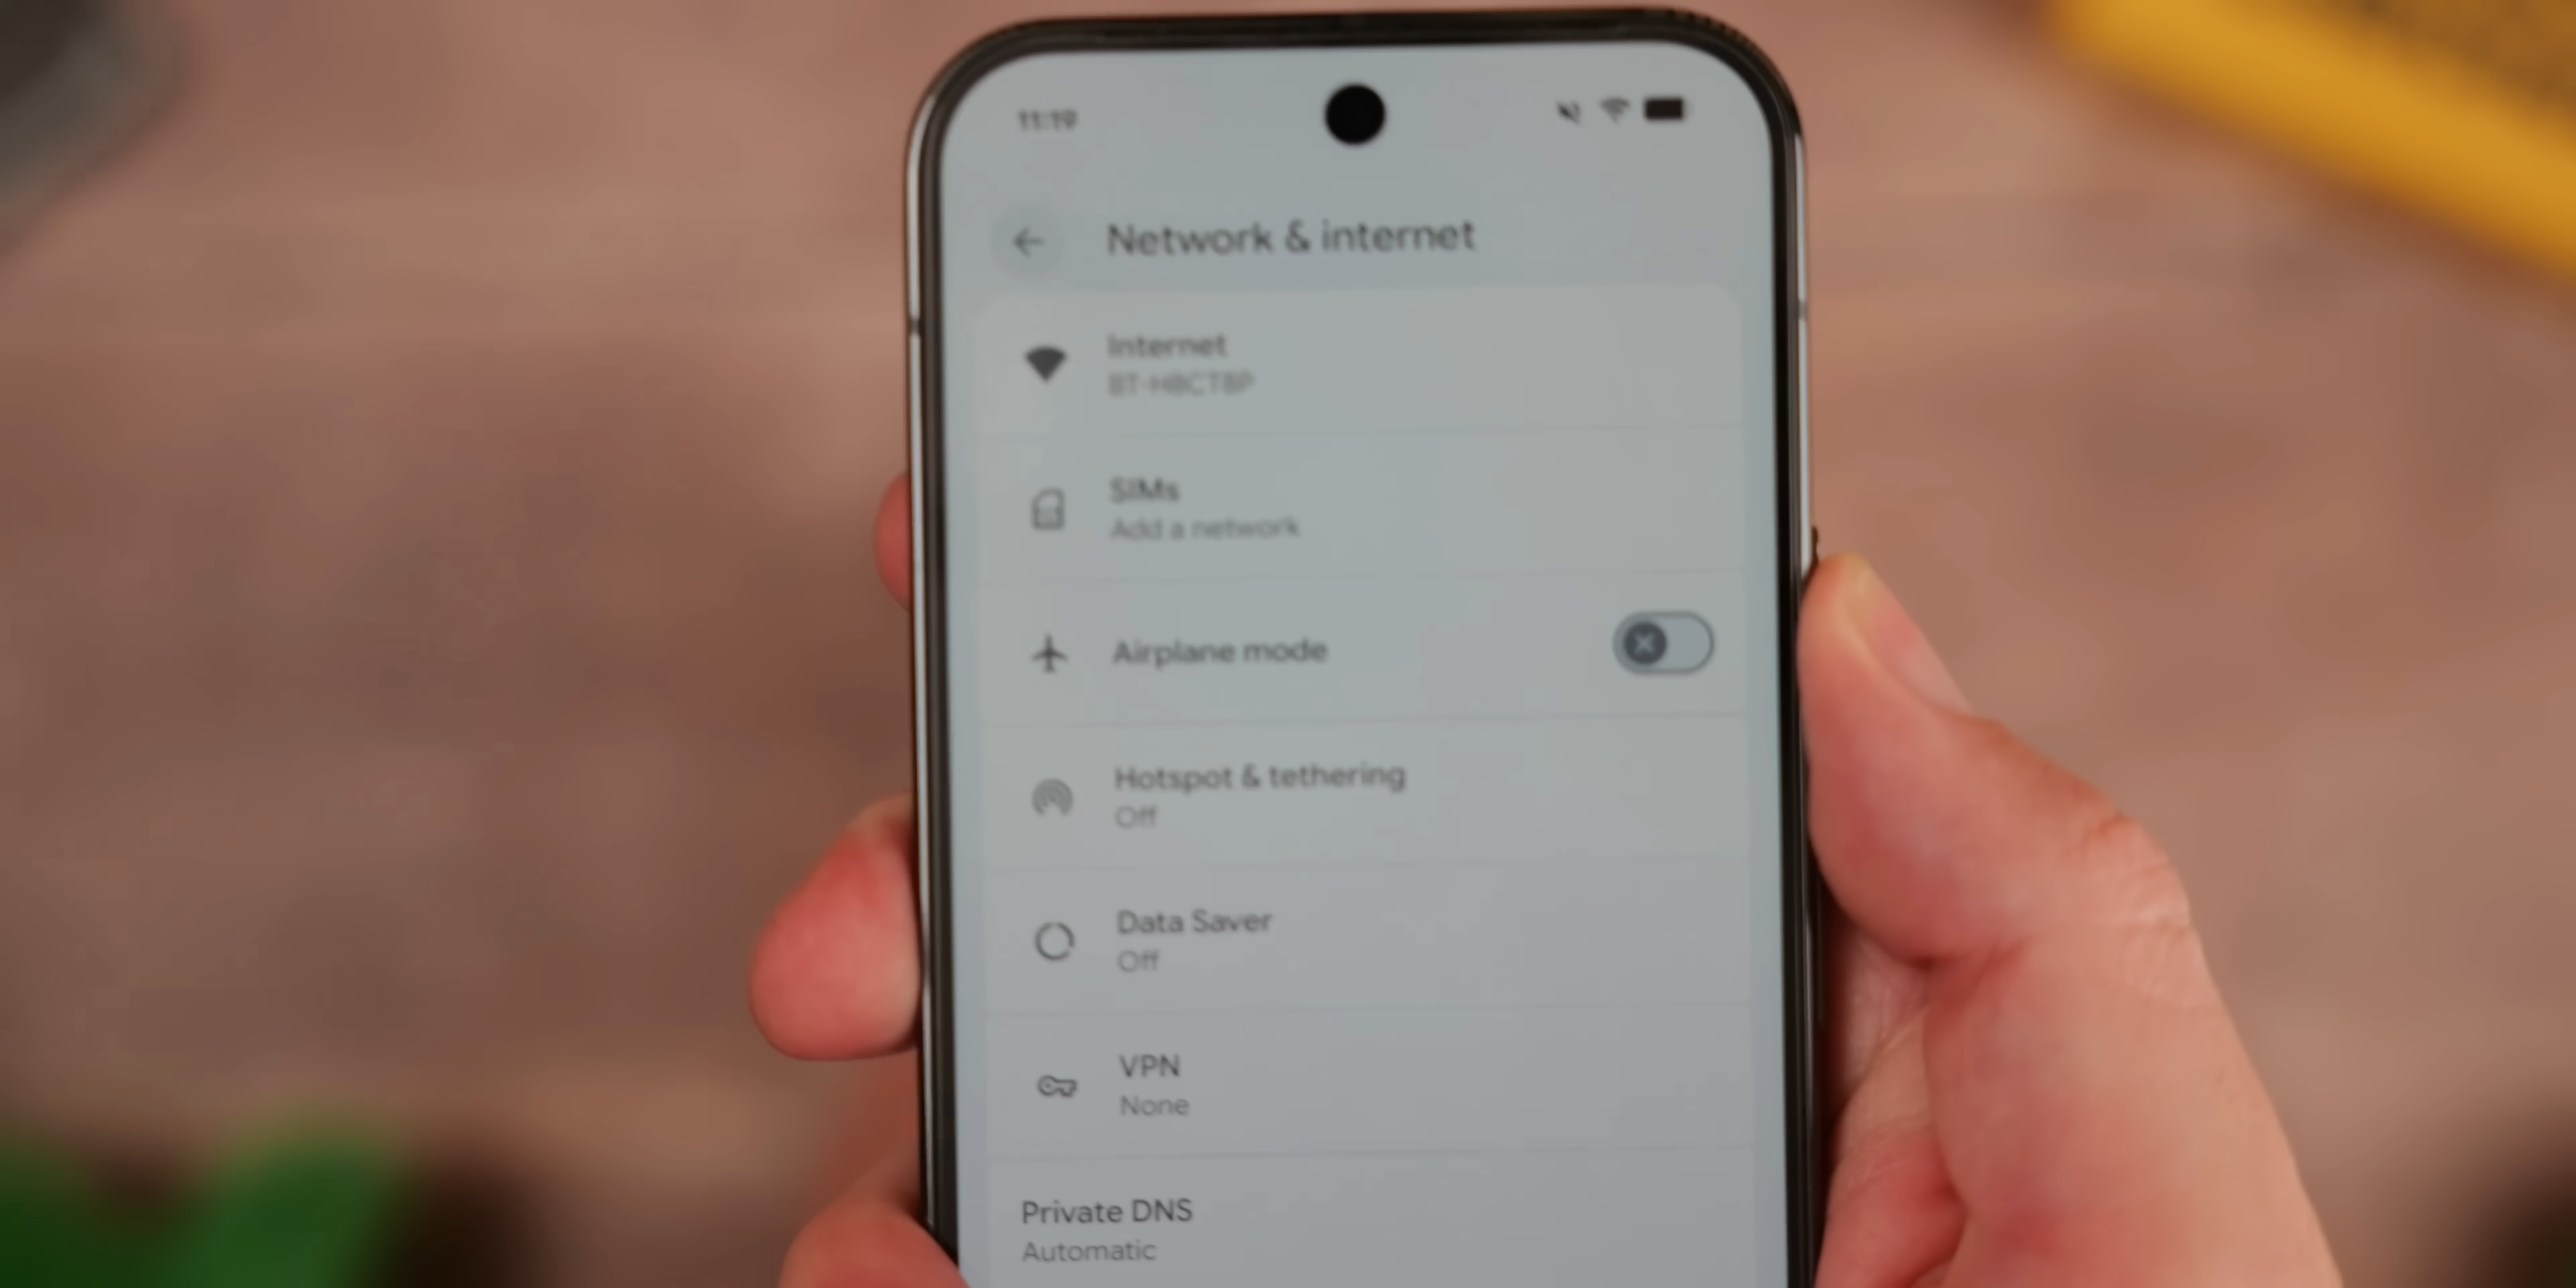 11:19
Network & internet
Internet
BT-H8CT8P
SIMs
Add a network
Airplane mode
Hotspot & tethering
Off
Data Saver
Off
VPN
None
Private DNS
Automatic